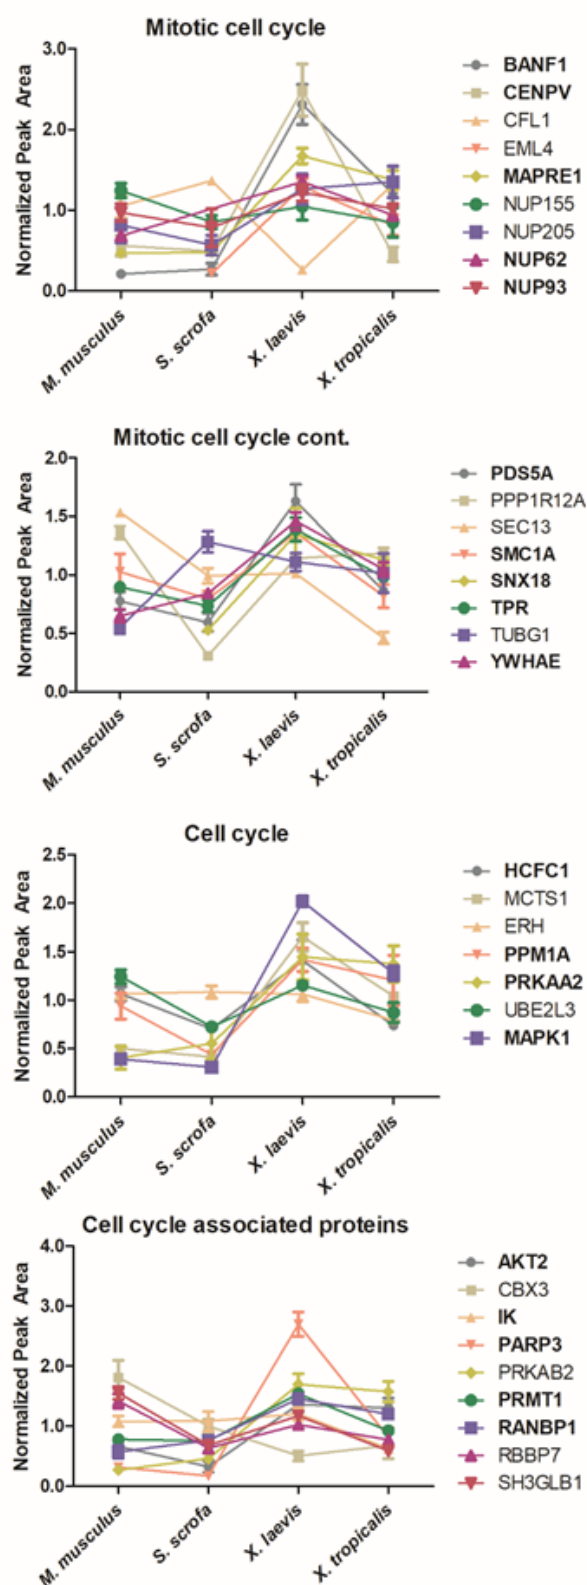 Mitotic cell cycle
Normalized Peak Area
3.0
2.0
1.0
0.0
M. musculus
S. scrofa
X. laevis
X. tropicalis
BANF1
CENPV
CFL1
EML4
MAPRE1
NUP155
NUP205
NUP62
NUP93
Mitotic cell cycle cont.
Normalized Peak Area
2.0
1.5
1.0
0.5
0.0
M. musculus
S. scrofa
X. laevis
X. tropicalis
PDS5A
PPP1R12A
SEC13
SMC1A
SNX18
TPR
TUBG1
YWHAE
Cell cycle
Normalized Peak Area
2.5
2.0
1.5
1.0
0.5
0.0
M. musculus
S. scrofa
X. laevis
X. tropicalis
HCFC1
MCTS1
ERH
PPM1A
PRKAA2
UBE2L3
MAPK1
Cell cycle associated proteins
Normalized Peak Area
4.0
3.0
2.0
1.0
0.0
M. musculus
S. scrofa
X. laevis
X. tropicalis
AKT2
CBX3
IK
PARP3
PRKAB2
PRMT1
RANBP1
RBBP7
SH3GLB1